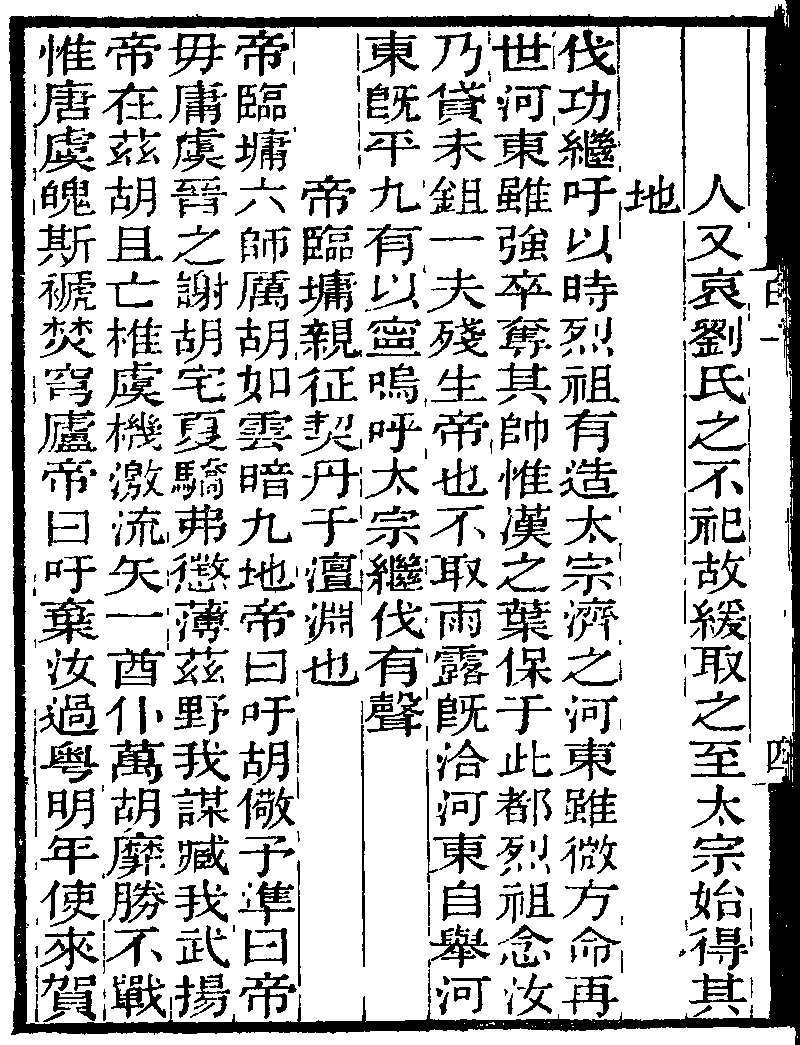 人又哀劉氏之不祀故緩取之至太宗始得其
地
伐功繼吁以時烈祖有造太宗濟之河東雖微方命再
世河東雖強卒奪其帥惟漢之葉保于此都烈祖念汝
乃貸未鉏一夫殘生帝也不取雨露旣洽河東自舉河
東旣平九有以寧嗚呼太宗繼伐有聲
帝臨墉親征契丹于澶淵也
帝臨墉六師厲胡如雲暗九地帝曰吁胡儆予準曰帝
毋庸虞晉之謝胡宅夏驕弗懲薄茲野我謀臧我武揚
帝在茲胡且亡椎虞機激流矢一酋仆萬胡靡勝不戰
惟唐虞媿斯褫焚穹廬帝曰吁棄汝過粤明年使來賀
四